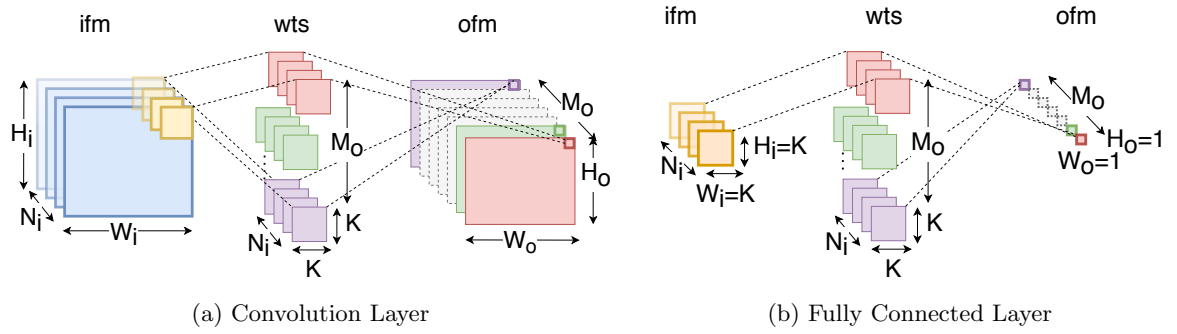 ifm
wts
ofm
Hi
Ni
Wi
Mo
Ni
K
K
Mo
Ho
Wo
(a) Convolution Layer
ifm
wts
ofm
Ni
Hi=K
Wi=K
Mo
Ni
K
K
Mo
Ho=1
Wo=1
(b) Fully Connected Layer